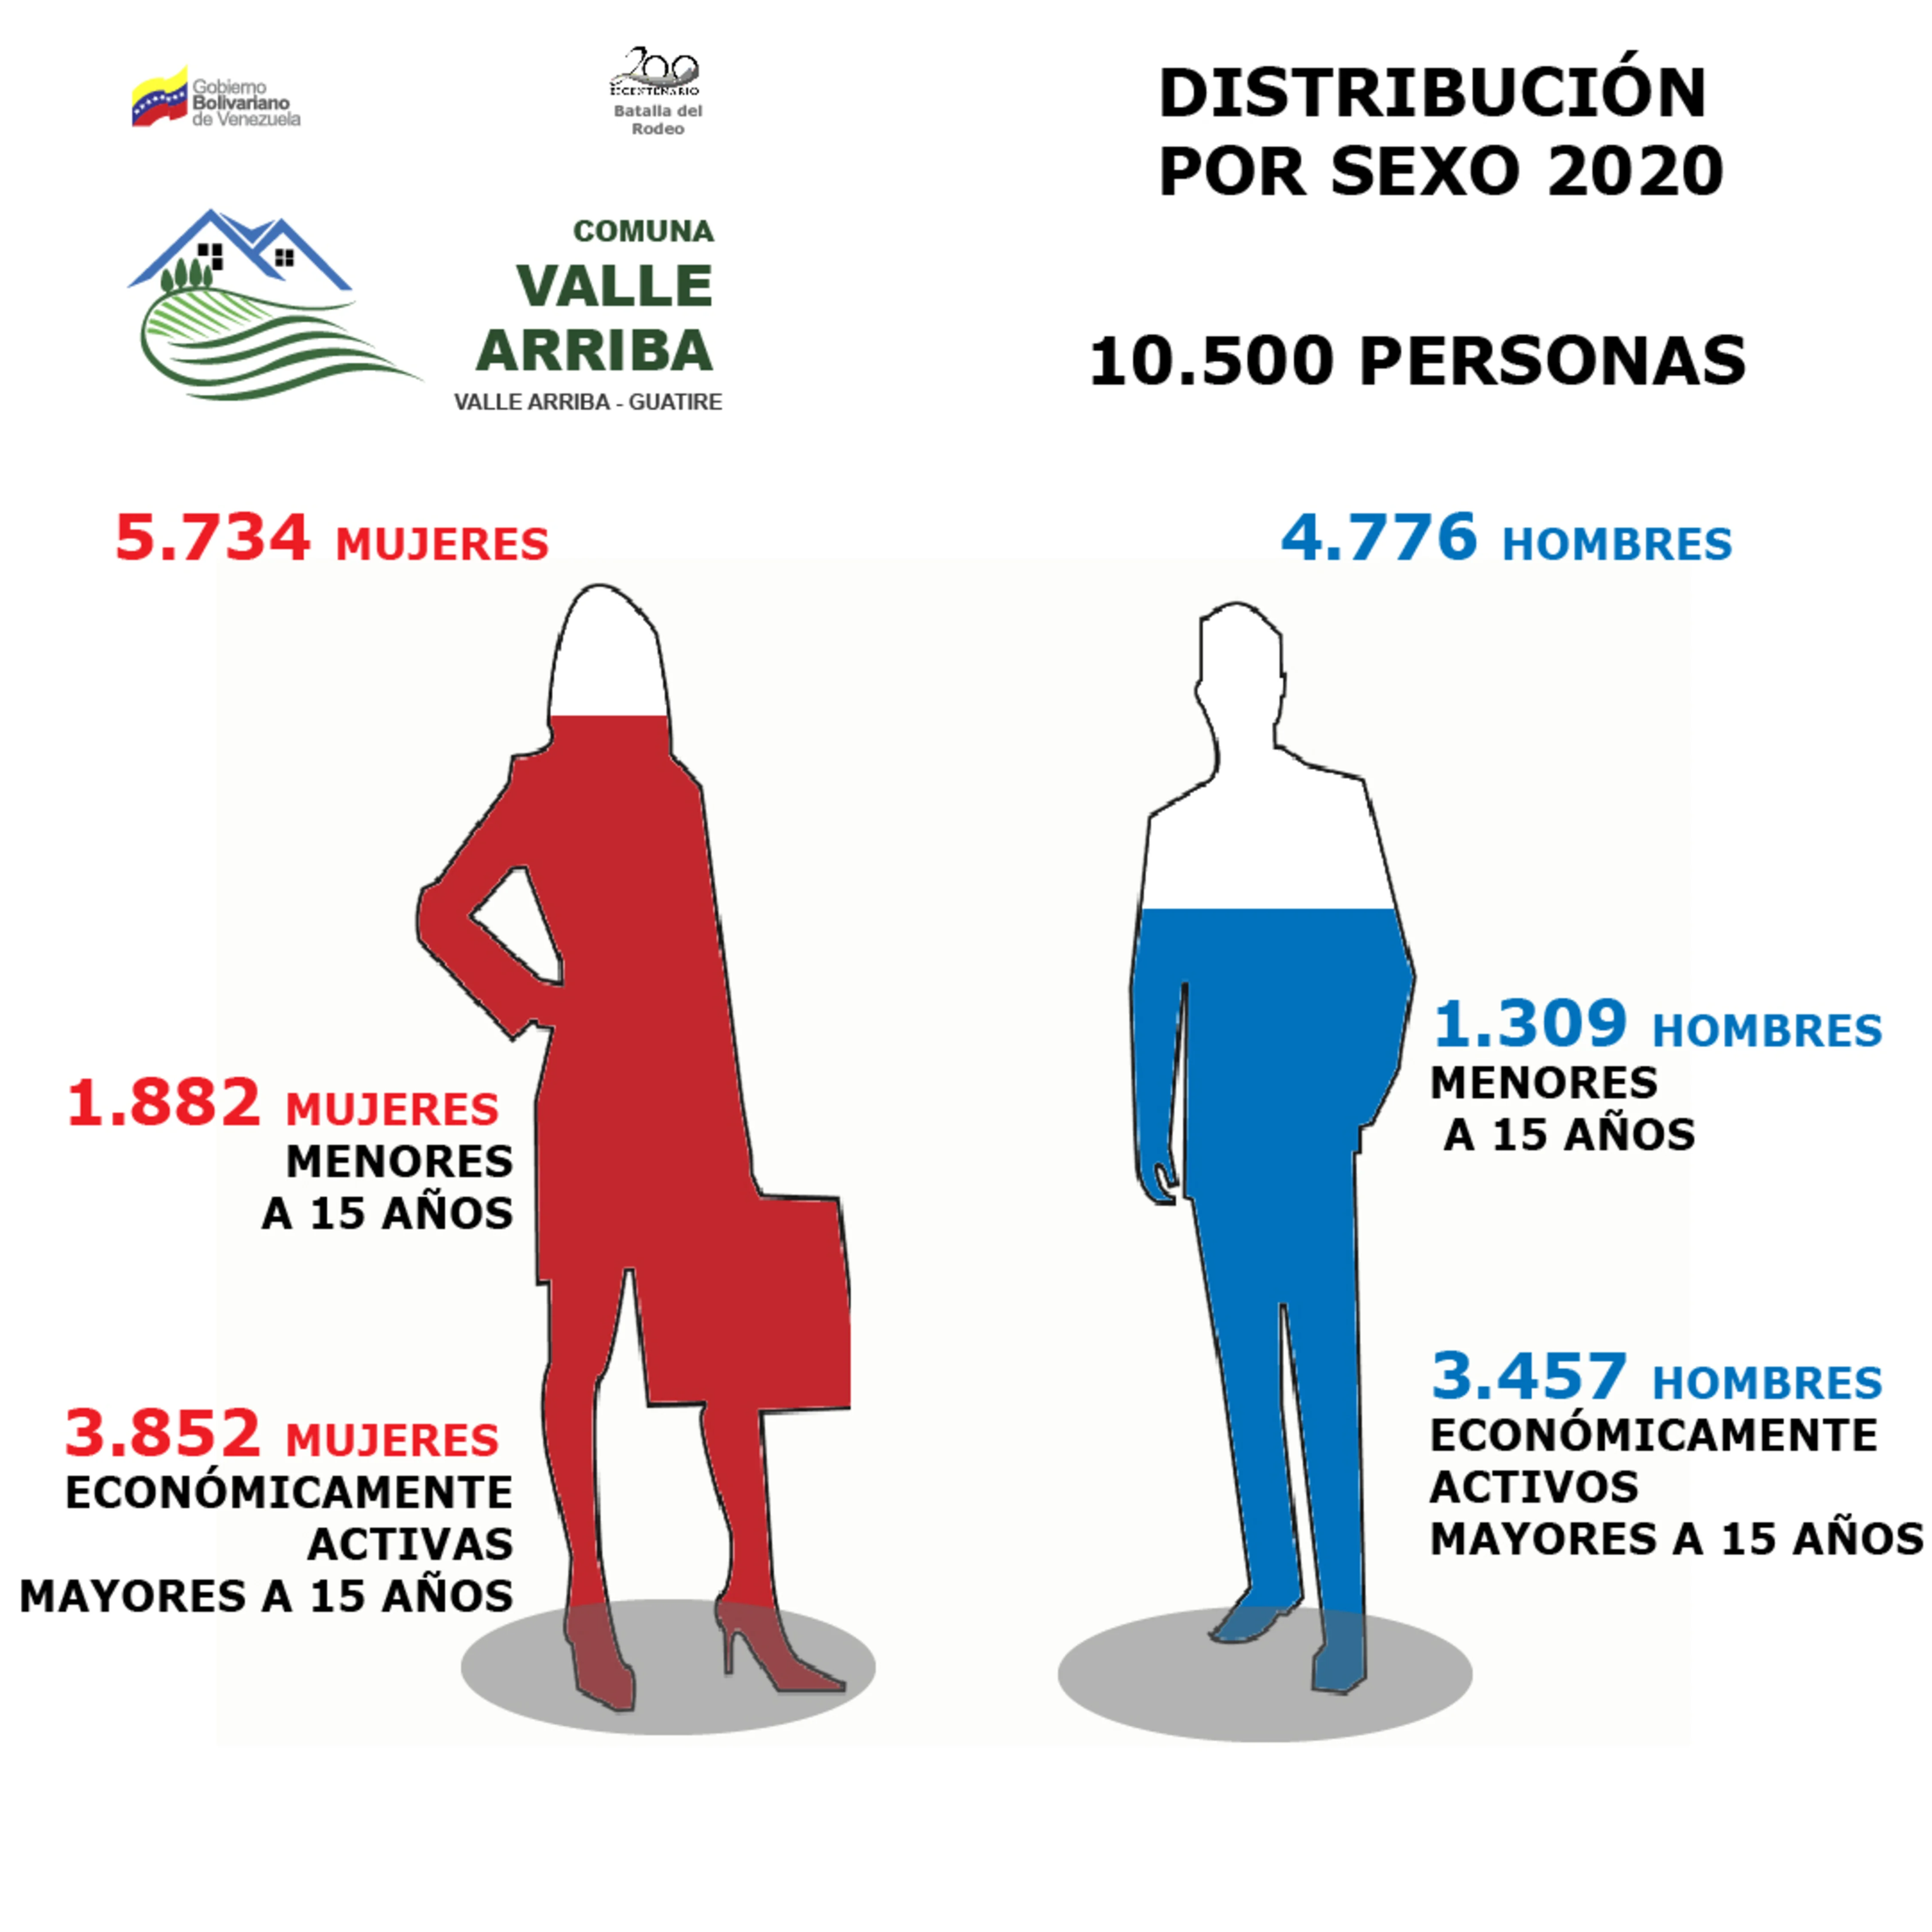 Gobierno
Bolivariano
de Venezuela
200
BICENTENARIO
Batalla del
Rodeo
DISTRIBUCIÓN
POR SEXO 2020
COMUNA
VALLE
ARRIBA
VALLE ARRIBA - GUATIRE
10.500 PERSONAS
5.734 MUJERES
4.776 HOMBRES
1.309 HOMBRES
MENORES
A 15 AÑOS
1.882 MUJERES
MENORES
A 15 AÑOS
3.457 HOMBRES
ECONÓMICAMENTE
ACTIVOS
MAYORES A 15 AÑOS
3.852 MUJERES
ECONÓMICAMENTE
ACTIVAS
MAYORES A 15 AÑOS